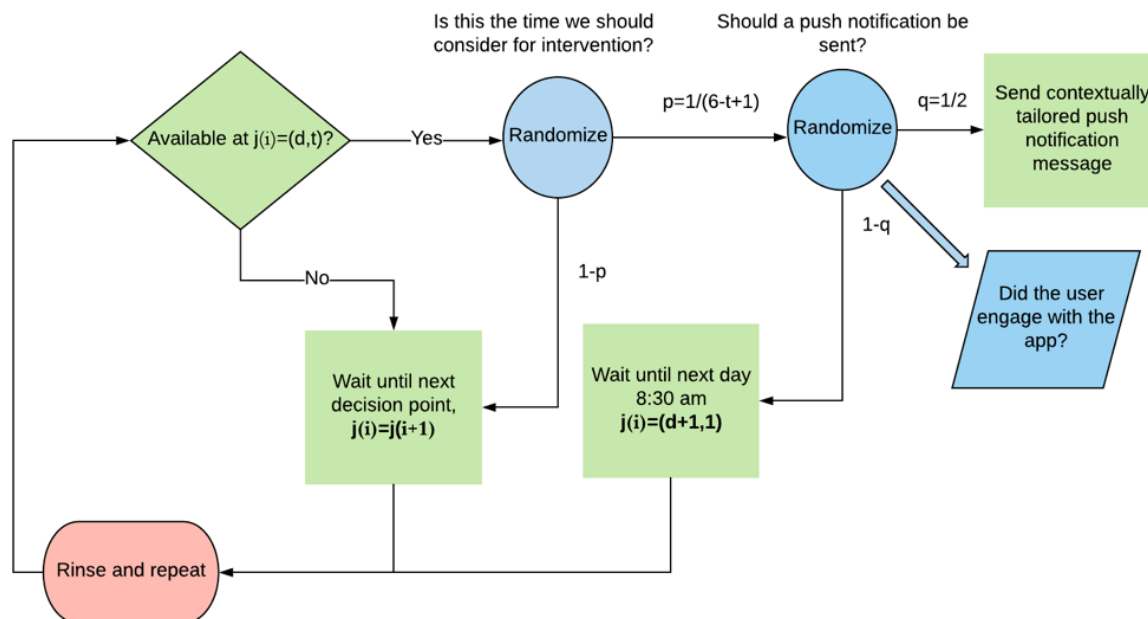 Is this the time we should
consider for intervention?
Should a push notification be
sent?
Available at j(i)=(d,t)?
Yes
Randomize
p=1/(6-t+1)
Randomize
q=1/2
Send contextually
tailored push
notification
message
No
1-p
1-q
Did the user
engage with the
app?
Wait until next
decision point,
j(i)=j(i+1)
Wait until next day
8:30 am
j(i)=(d+1,1)
Rinse and repeat